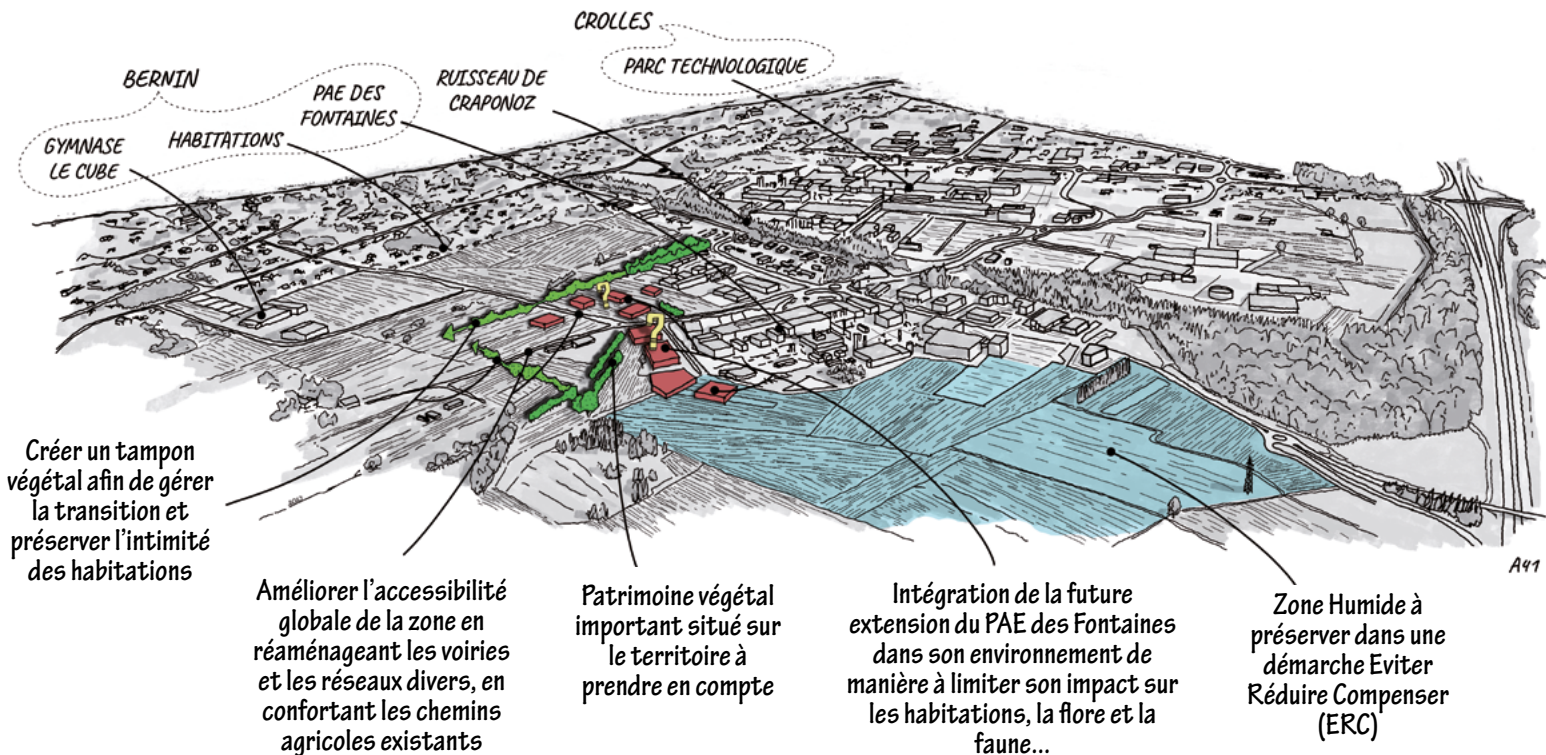 CROLLES
PARC TECHNOLOGIQUE
BERNIN
PAE DES
FONTAINES
RUISSEAU DE
CRAPONOZ
HABITATIONS
GYMNASE
LE CUBE
?
?
A41
Créer un tampon
végétal afin de gérer
la transition et
préserver l'intimité
des habitations
Améliorer l'accessibilité
globale de la zone en
réaménageant les voiries
et les réseaux divers, en
confortant les chemins
agricoles existants
Patrimoine végétal
important situé sur
le territoire à
prendre en compte
Intégration de la future
extension du PAE des Fontaines
dans son environnement de
manière à limiter son impact sur
les habitations, la flore et la
faune...
Zone Humide à
préserver dans une
démarche Eviter
Réduire Compenser
(ERC)